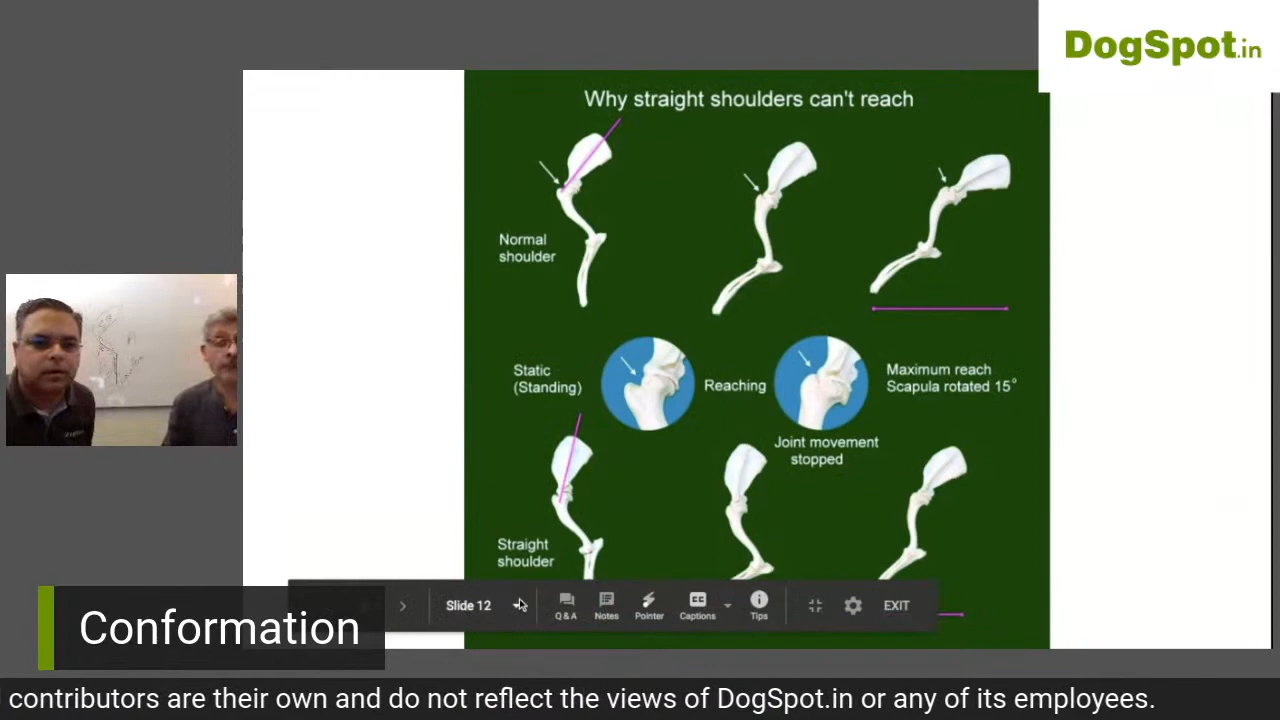 DogSpot.in
Why straight shoulders can't reach
Normal
shoulder
Static
(Standing)
Reaching
Maximum reach
Scapula rotated 15°
Joint movement
stopped
Straight
shoulder
Slide 12
Q & A
Notes
Pointer
CC
Captions
Tips
EXIT
Conformation
contributors are their own and do not reflect the views of DogSpot.in or any of its employees.